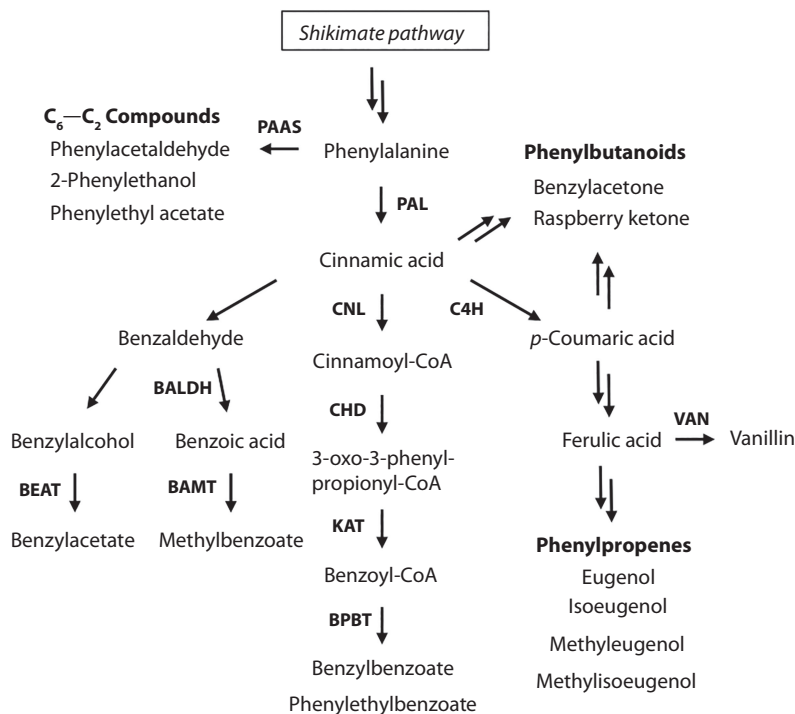 Shikimate pathway
C6—C2 Compounds
PAAS
Phenylacetaldehyde
Phenylalanine
Phenylbutanoids
2-Phenylethanol
Benzylacetone
Phenylethyl acetate
PAL
Raspberry ketone
Cinnamic acid
CNL
C4H
Benzaldehyde
p-Coumaric acid
Cinnamoyl-CoA
BALDH
CHD
VAN
Benzylalcohol
Benzoic acid
Ferulic acid
Vanillin
3-oxo-3-phenyl-
propionyl-CoA
BEAT
BAMT
KAT
Benzylacetate
Methylbenzoate
Phenylpropenes
Benzoyl-CoA
Eugenol
Isoeugenol
BPBT
Methyleugenol
Benzylbenzoate
Methylisoeugenol
Phenylethylbenzoate